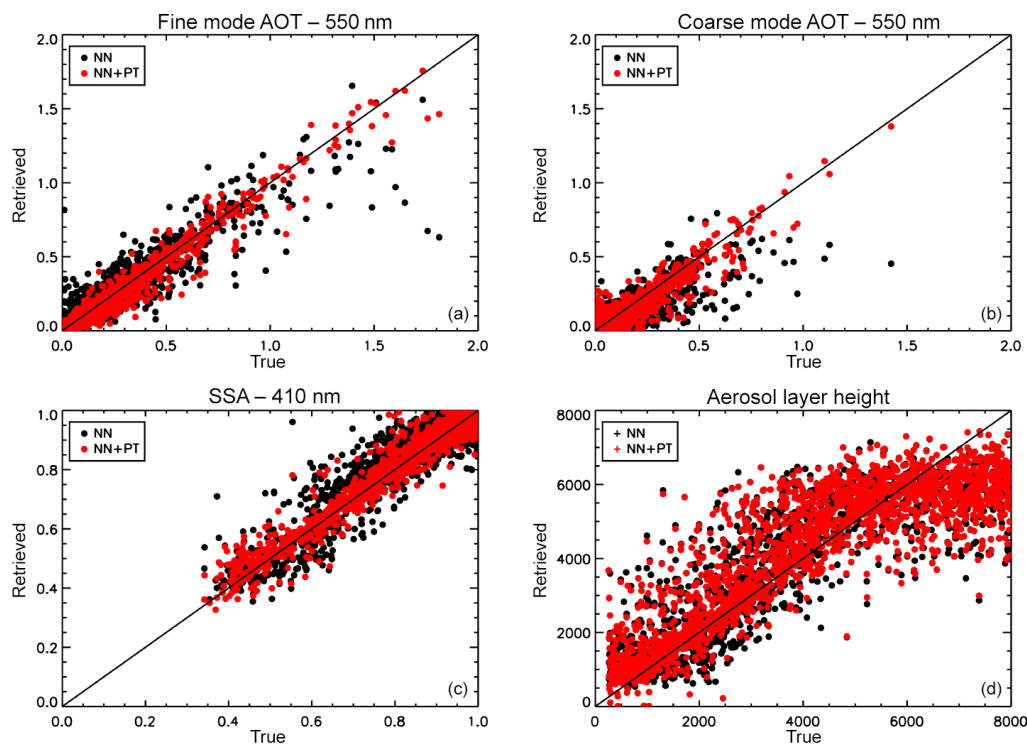 Fine mode AOT – 550 nm
2.0
1.5
1.0
0.5
0.0
Retrieved
NN
NN+PT
(a)
0.0 0.5 1.0 1.5 2.0
True
Coarse mode AOT – 550 nm
2.0
1.5
1.0
0.5
0.0
Retrieved
NN
NN+PT
(b)
0.0 0.5 1.0 1.5 2.0
True
SSA – 410 nm
1.0
0.8
0.6
0.4
0.2
0.0
Retrieved
NN
NN+PT
(c)
0.0 0.2 0.4 0.6 0.8 1.0
True
Aerosol layer height
8000
6000
4000
2000
0
Retrieved
NN
NN+PT
(d)
0 2000 4000 6000 8000
True